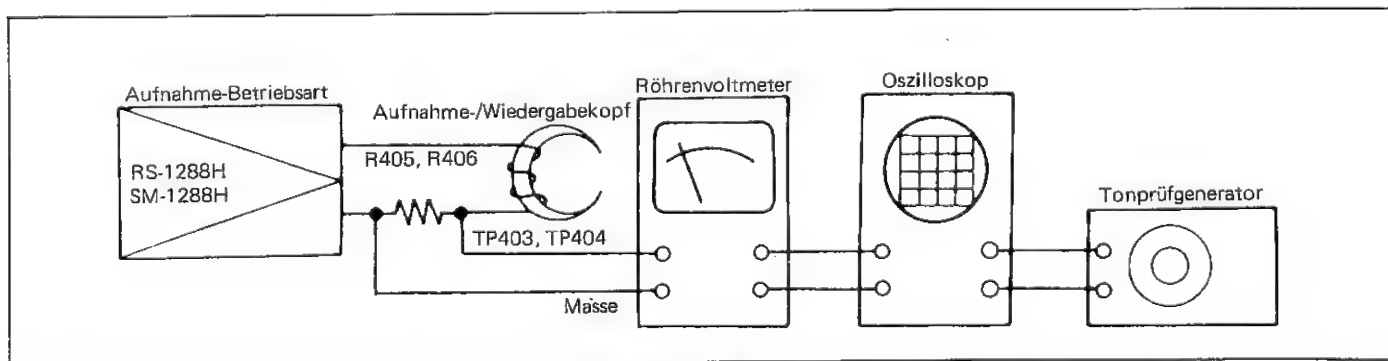 Aufnahme-Betriebsart
RS-1288H
SM-1288H
Aufnahme-/Wiedergabekopf
R405, R406
TP403, TP404
Masse
Röhrenvoltmeter
Oszilloskop
Tonprüfgenerator